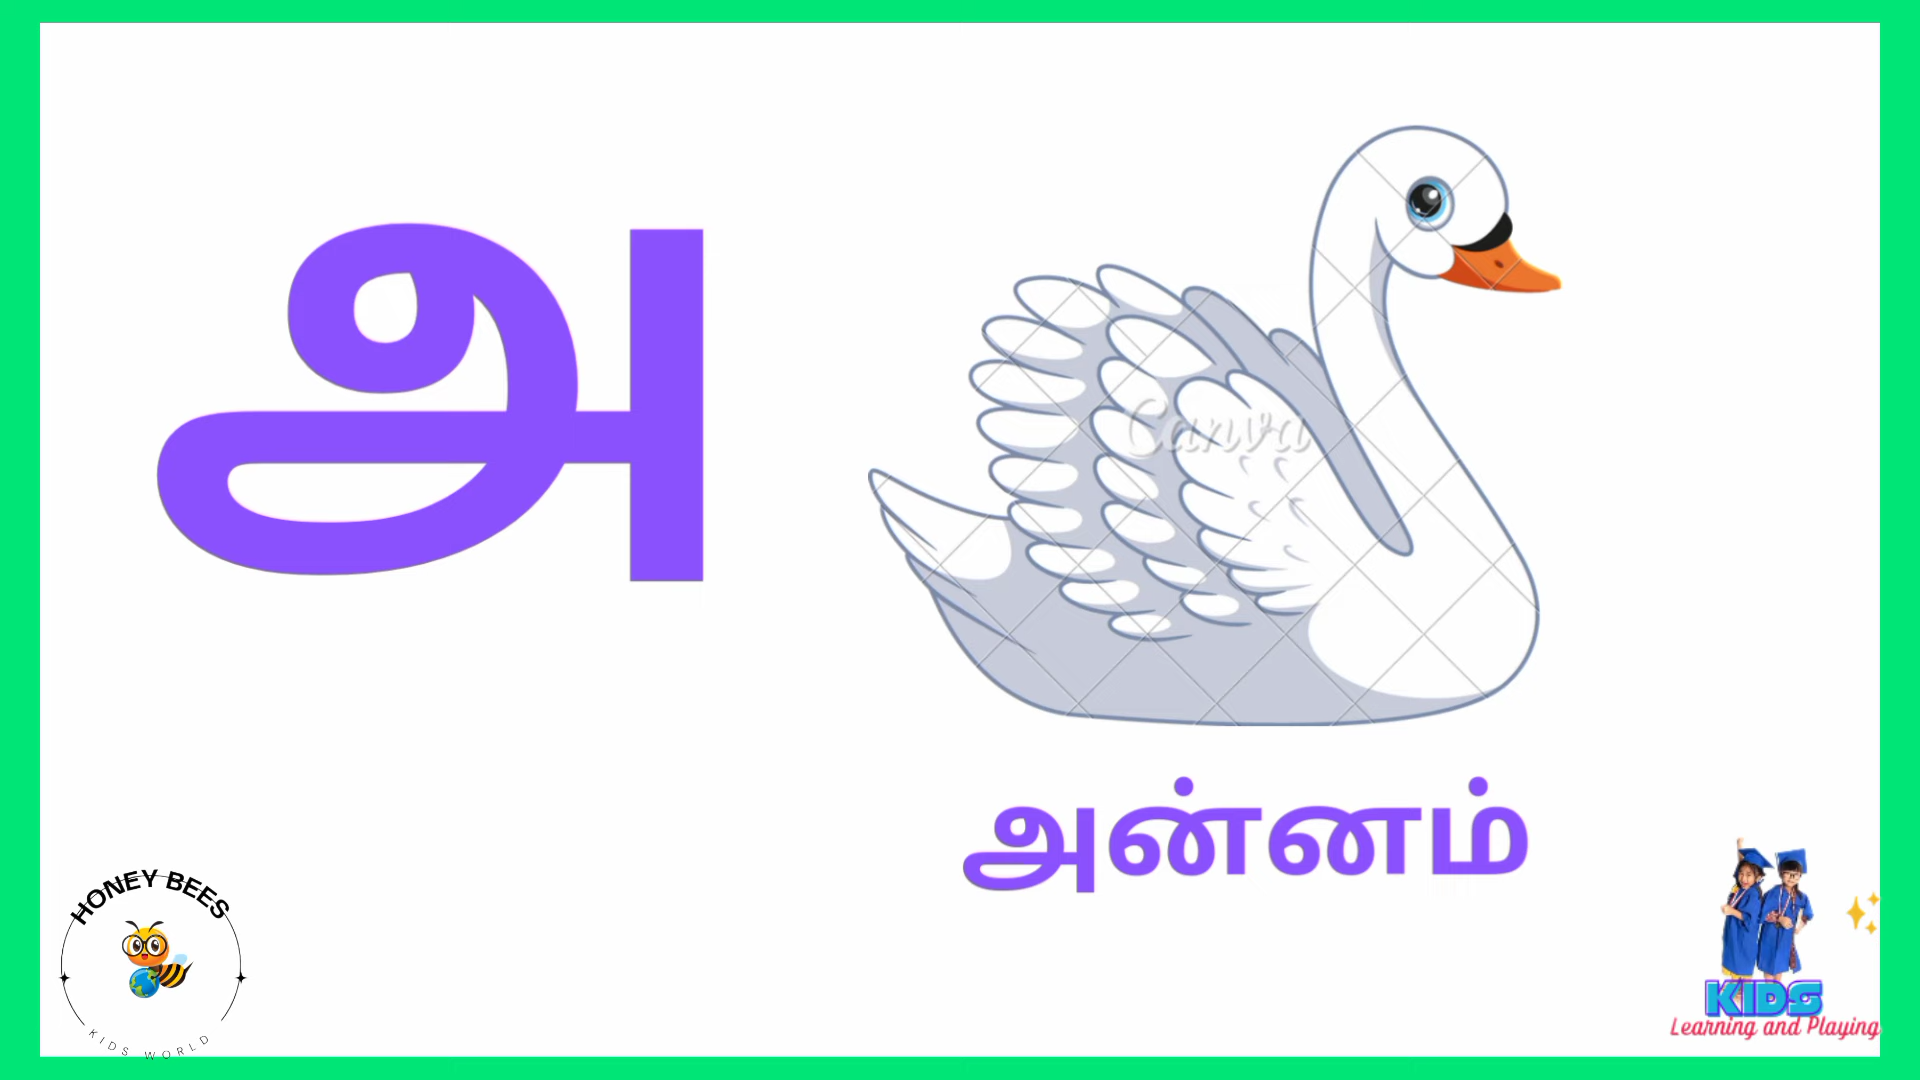 அ
Canva
அன்னம்
HONEY BEES
KIDS WORLD
KIDS
Learning and Playing